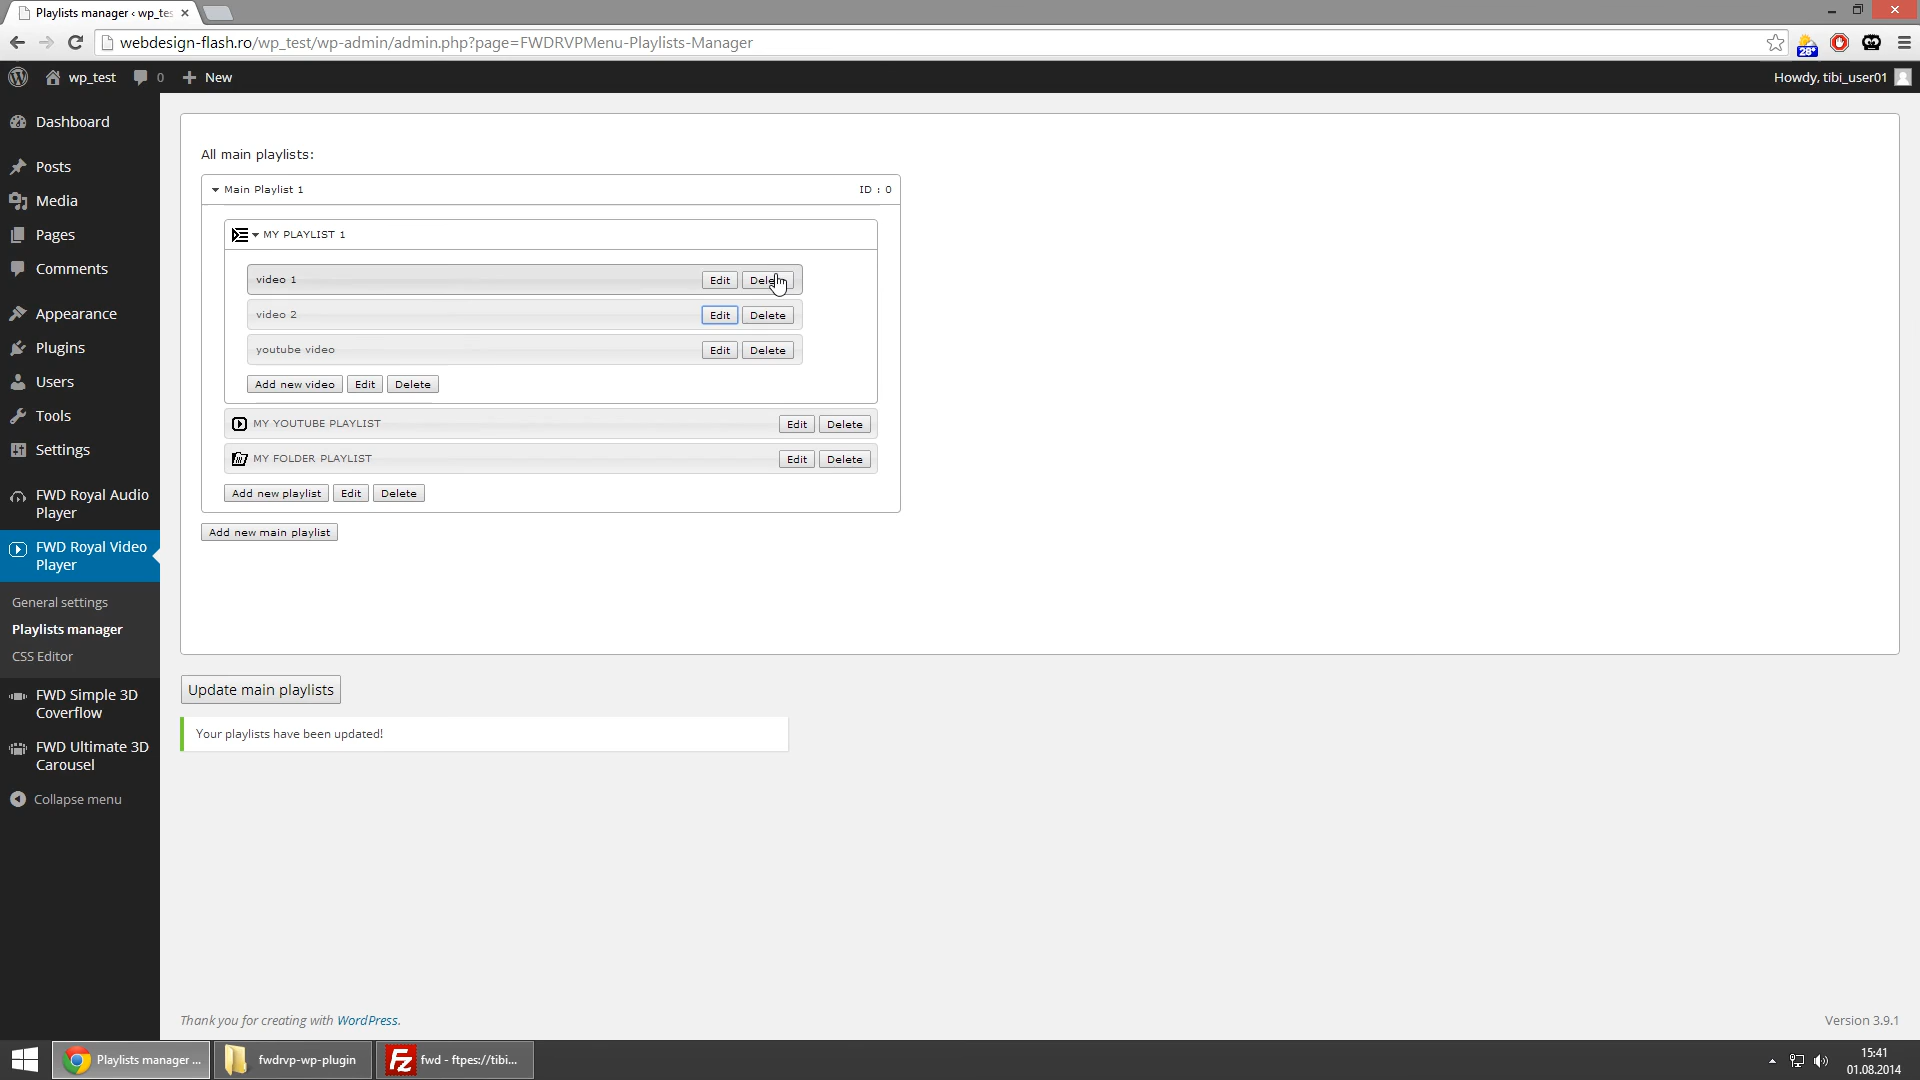 Playlists manager ‹ wp_tes
webdesign-flash.ro/wp_test/wp-admin/admin.php?page=FWDRVPMenu-Playlists-Manager
28°
wp_test 0 New Howdy, tibi_user01
Dashboard
Posts
Media
Pages
Comments
Appearance
Plugins
Users
Tools
Settings
FWD Royal Audio
Player
FWD Royal Video
Player
General settings
Playlists manager
CSS Editor
FWD Simple 3D
Coverflow
FWD Ultimate 3D
Carousel
Collapse menu
All main playlists:
Main Playlist 1 ID : 0
MY PLAYLIST 1
video 1 Edit Delete
video 2 Edit Delete
youtube video Edit Delete
Add new video Edit Delete
MY YOUTUBE PLAYLIST Edit Delete
MY FOLDER PLAYLIST Edit Delete
Add new playlist Edit Delete
Add new main playlist
Update main playlists
Your playlists have been updated!
Thank you for creating with WordPress. Version 3.9.1
Playlists manager ... fwdrvp-wp-plugin Fz fwd - ftpes://tibi... 15:41
01.08.2014